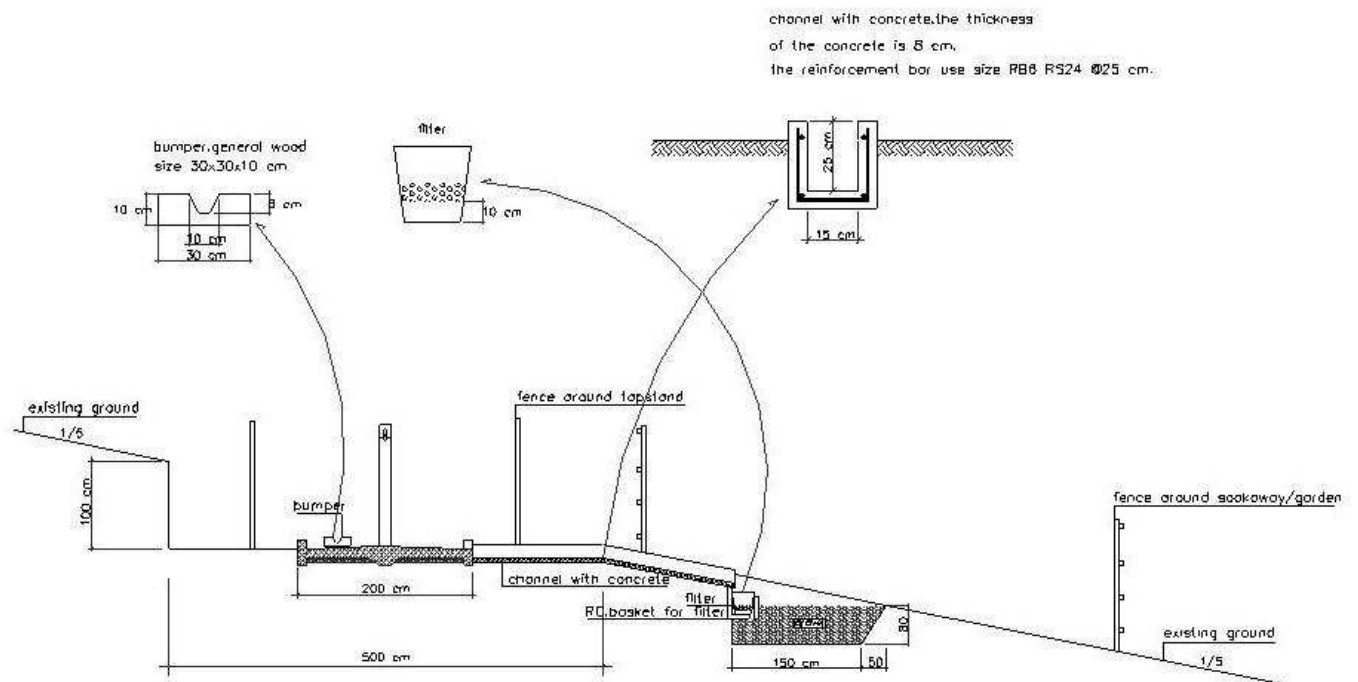 channel with concrete.the thickness
of the concrete is 8 cm.
the reinforcement bar use size RB6 RS24 @25 cm.
filter
bumper.general wood
size 30x30x10 cm
25 cm
10 cm
8 cm
10 cm
10 cm
30 cm
15 cm
fence around tapstand
existing ground
1/5
100 cm
bumper
fence around soakaway/garden
channel with concrete
200 cm
filter
RC.basket for filter
80
existing ground
500 cm
150 cm
50
1/5